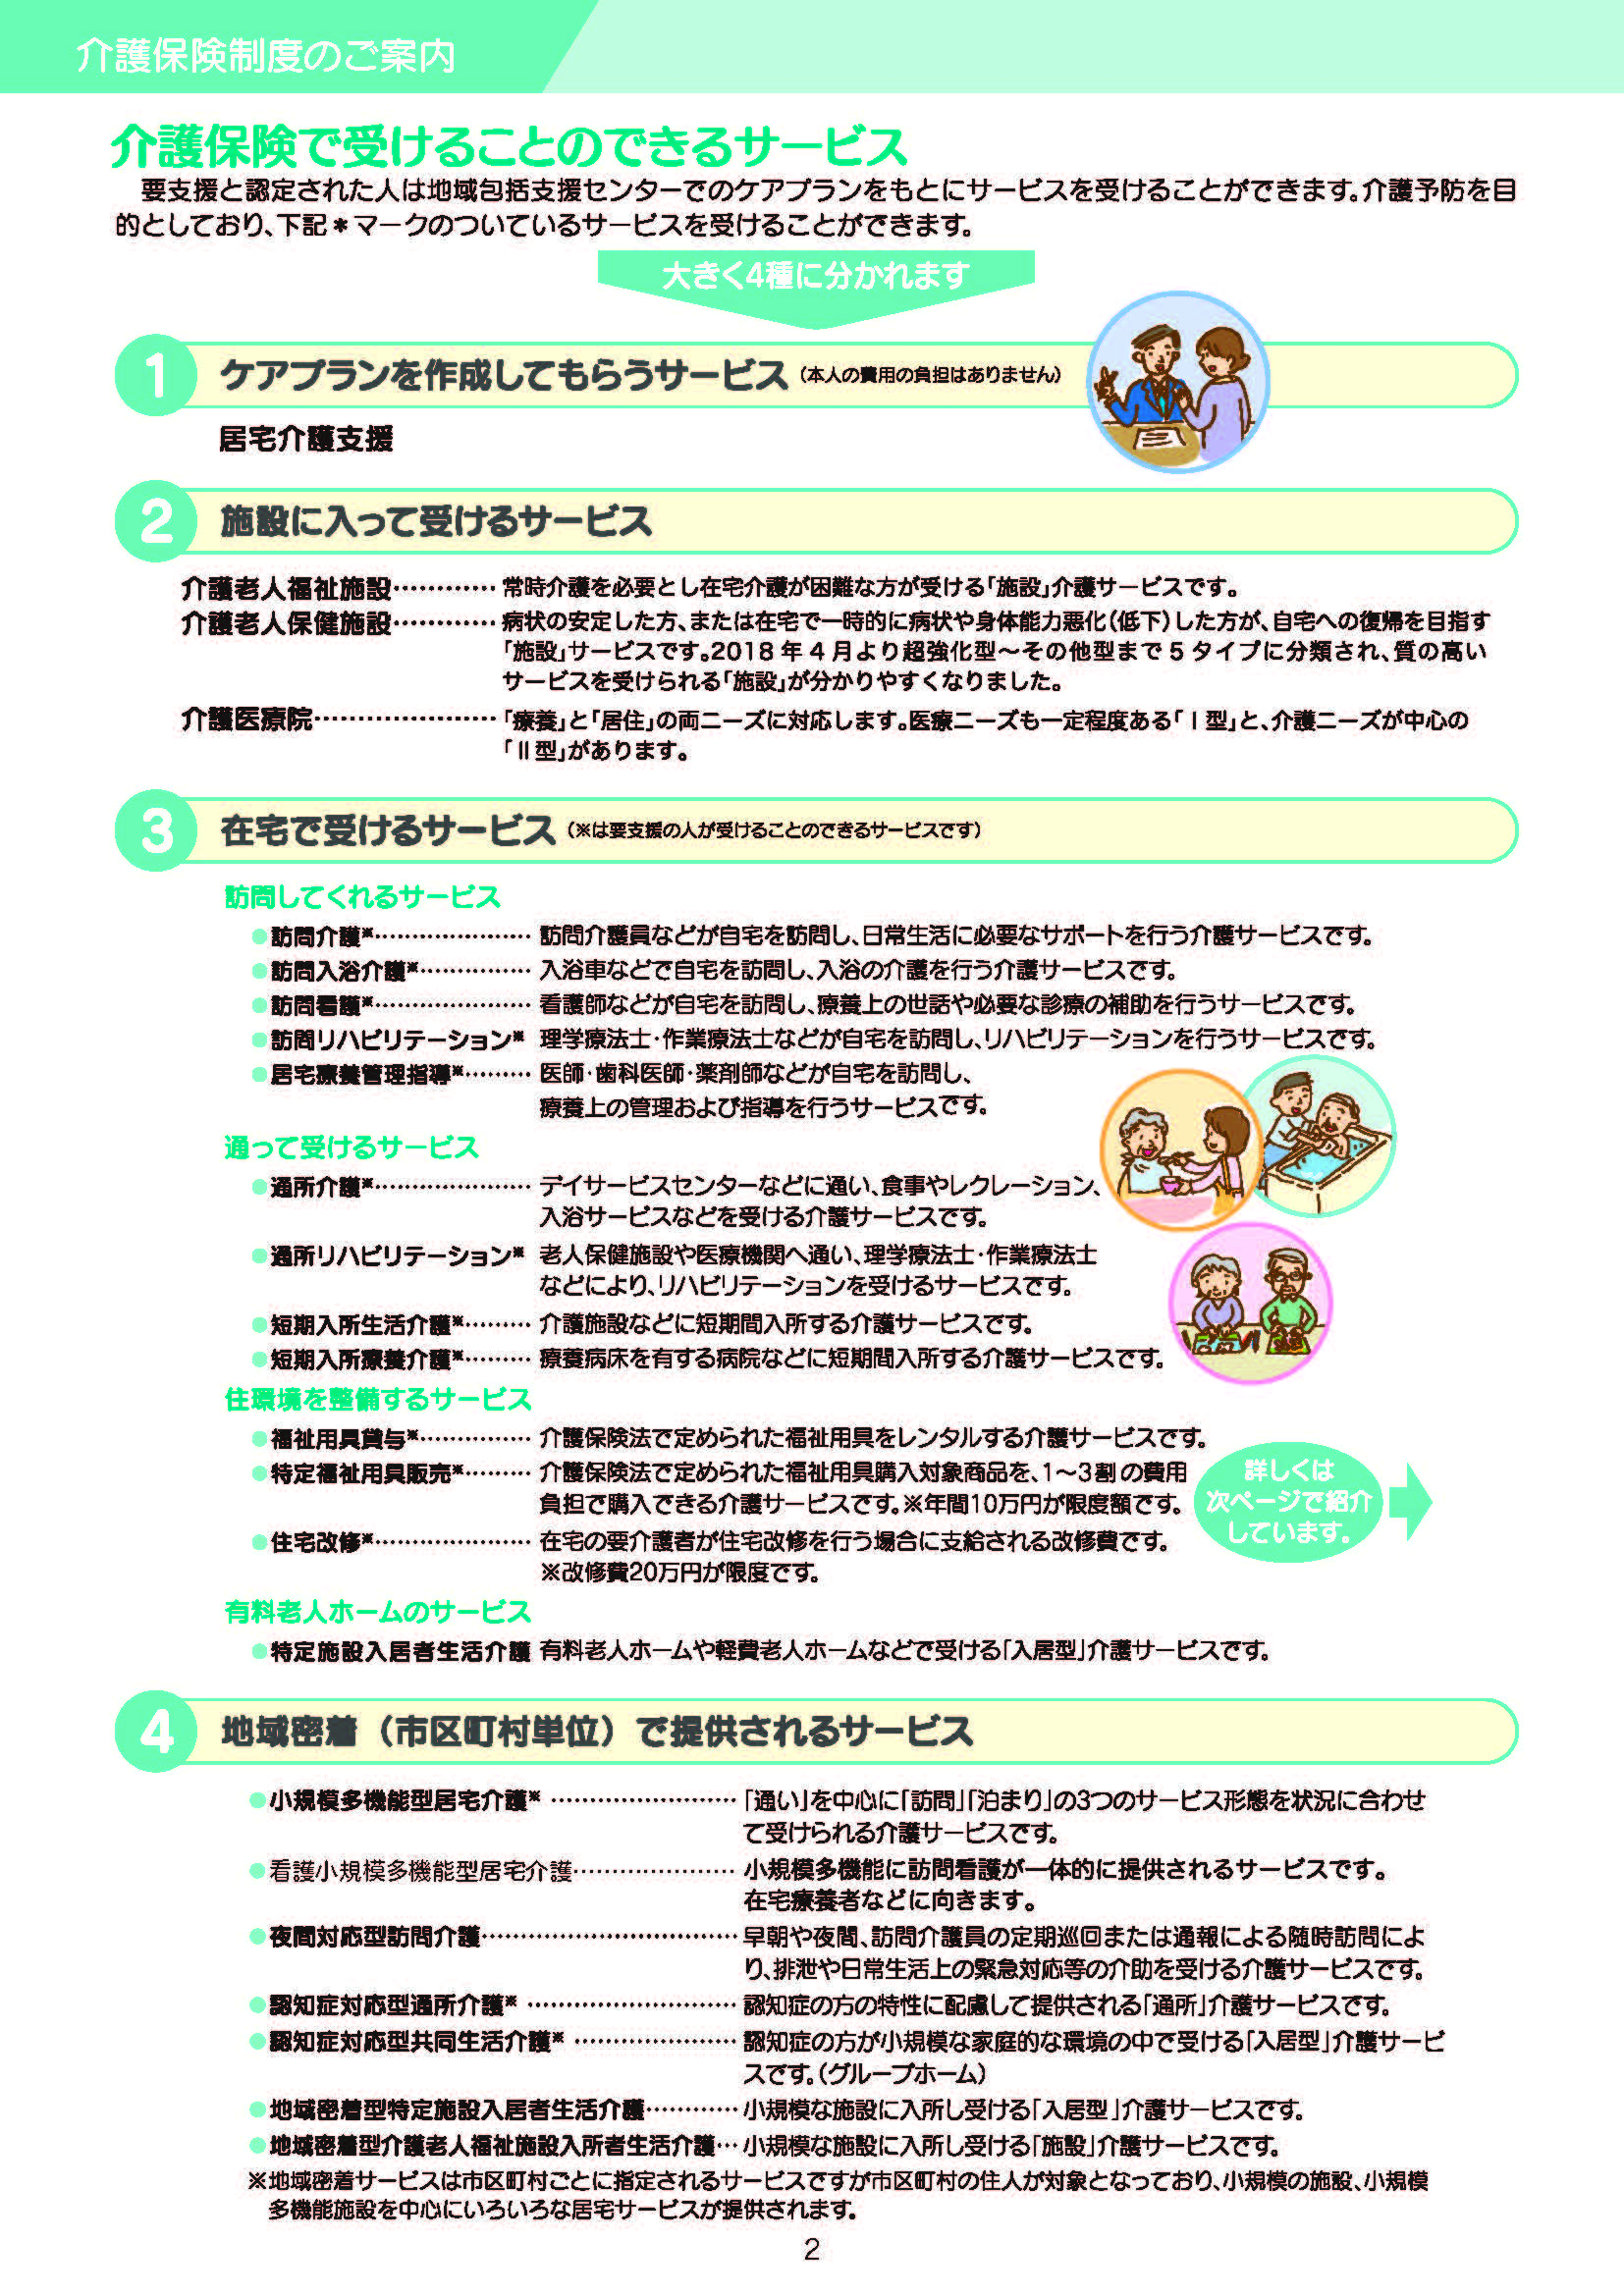 介護保険制度のご案内
介護保険で受けることのできるサービス
要支援と認定された人は地域包括支援センターでのケアプランをもとにサービスを受けることができます。介護予防を目
的としており、下記＊マークのついているサービスを受けることができます。
大きく4種に分かれます
1 ケアプランを作成してもらうサービス（本人の費用の負担はありません）
居宅介護支援
2 施設に入って受けるサービス
介護老人福祉施設………… 常時介護を必要とし在宅介護が困難な方が受ける「施設」介護サービスです。
介護老人保健施設………… 病状の安定した方、または在宅で一時的に病状や身体能力悪化（低下）した方が、自宅への復帰を目指す
「施設」サービスです。2018年4月より超強化型～その他型まで5タイプに分類され、質の高い
サービスを受けられる「施設」が分かりやすくなりました。
介護医療院………………… 「療養」と「居住」の両ニーズに対応します。医療ニーズも一定程度ある「Ⅰ型」と、介護ニーズが中心の
「Ⅱ型」があります。
3 在宅で受けるサービス（※は要支援の人が受けることのできるサービスです）
訪問してくれるサービス
●訪問介護※………………… 訪問介護員などが自宅を訪問し、日常生活に必要なサポートを行う介護サービスです。
●訪問入浴介護※…………… 入浴車などで自宅を訪問し、入浴の介護を行う介護サービスです。
●訪問看護※………………… 看護師などが自宅を訪問し、療養上の世話や必要な診療の補助を行うサービスです。
●訪問リハビリテーション※ 理学療法士・作業療法士などが自宅を訪問し、リハビリテーションを行うサービスです。
●居宅療養管理指導※……… 医師・歯科医師・薬剤師などが自宅を訪問し、
療養上の管理および指導を行うサービスです。
通って受けるサービス
●通所介護※………………… デイサービスセンターなどに通い、食事やレクレーション、
入浴サービスなどを受ける介護サービスです。
●通所リハビリテーション※ 老人保健施設や医療機関へ通い、理学療法士・作業療法士
などにより、リハビリテーションを受けるサービスです。
●短期入所生活介護※……… 介護施設などに短期間入所する介護サービスです。
●短期入所療養介護※……… 療養病床を有する病院などに短期間入所する介護サービスです。
住環境を整備するサービス
●福祉用具貸与※…………… 介護保険法で定められた福祉用具をレンタルする介護サービスです。
●特定福祉用具販売※……… 介護保険法で定められた福祉用具購入対象商品を、1～3割の費用
負担で購入できる介護サービスです。※年間10万円が限度額です。
●住宅改修※………………… 在宅の要介護者が住宅改修を行う場合に支給される改修費です。
※改修費20万円が限度です。
詳しくは
次ページで紹介
しています。
有料老人ホームのサービス
●特定施設入居者生活介護 有料老人ホームや軽費老人ホームなどで受ける「入居型」介護サービスです。
4 地域密着（市区町村単位）で提供されるサービス
●小規模多機能型居宅介護※ …………………… 「通い」を中心に「訪問」「泊まり」の3つのサービス形態を状況に合わせ
て受けられる介護サービスです。
●看護小規模多機能型居宅介護………………… 小規模多機能に訪問看護が一体的に提供されるサービスです。
在宅療養者などに向きます。
●夜間対応型訪問介護…………………………… 早朝や夜間、訪問介護員の定期巡回または通報による随時訪問によ
り、排泄や日常生活上の緊急対応等の介助を受ける介護サービスです。
●認知症対応型通所介護※ ……………………… 認知症の方の特性に配慮して提供される「通所」介護サービスです。
●認知症対応型共同生活介護※ ………………… 認知症の方が小規模な家庭的な環境の中で受ける「入居型」介護サービ
スです。（グループホーム）
●地域密着型特定施設入居者生活介護………… 小規模な施設に入所し受ける「入居型」介護サービスです。
●地域密着型介護老人福祉施設入所者生活介護… 小規模な施設に入所し受ける「施設」介護サービスです。
※地域密着サービスは市区町村ごとに指定されるサービスですが市区町村の住人が対象となっており、小規模の施設、小規模
多機能施設を中心にいろいろな居宅サービスが提供されます。
2